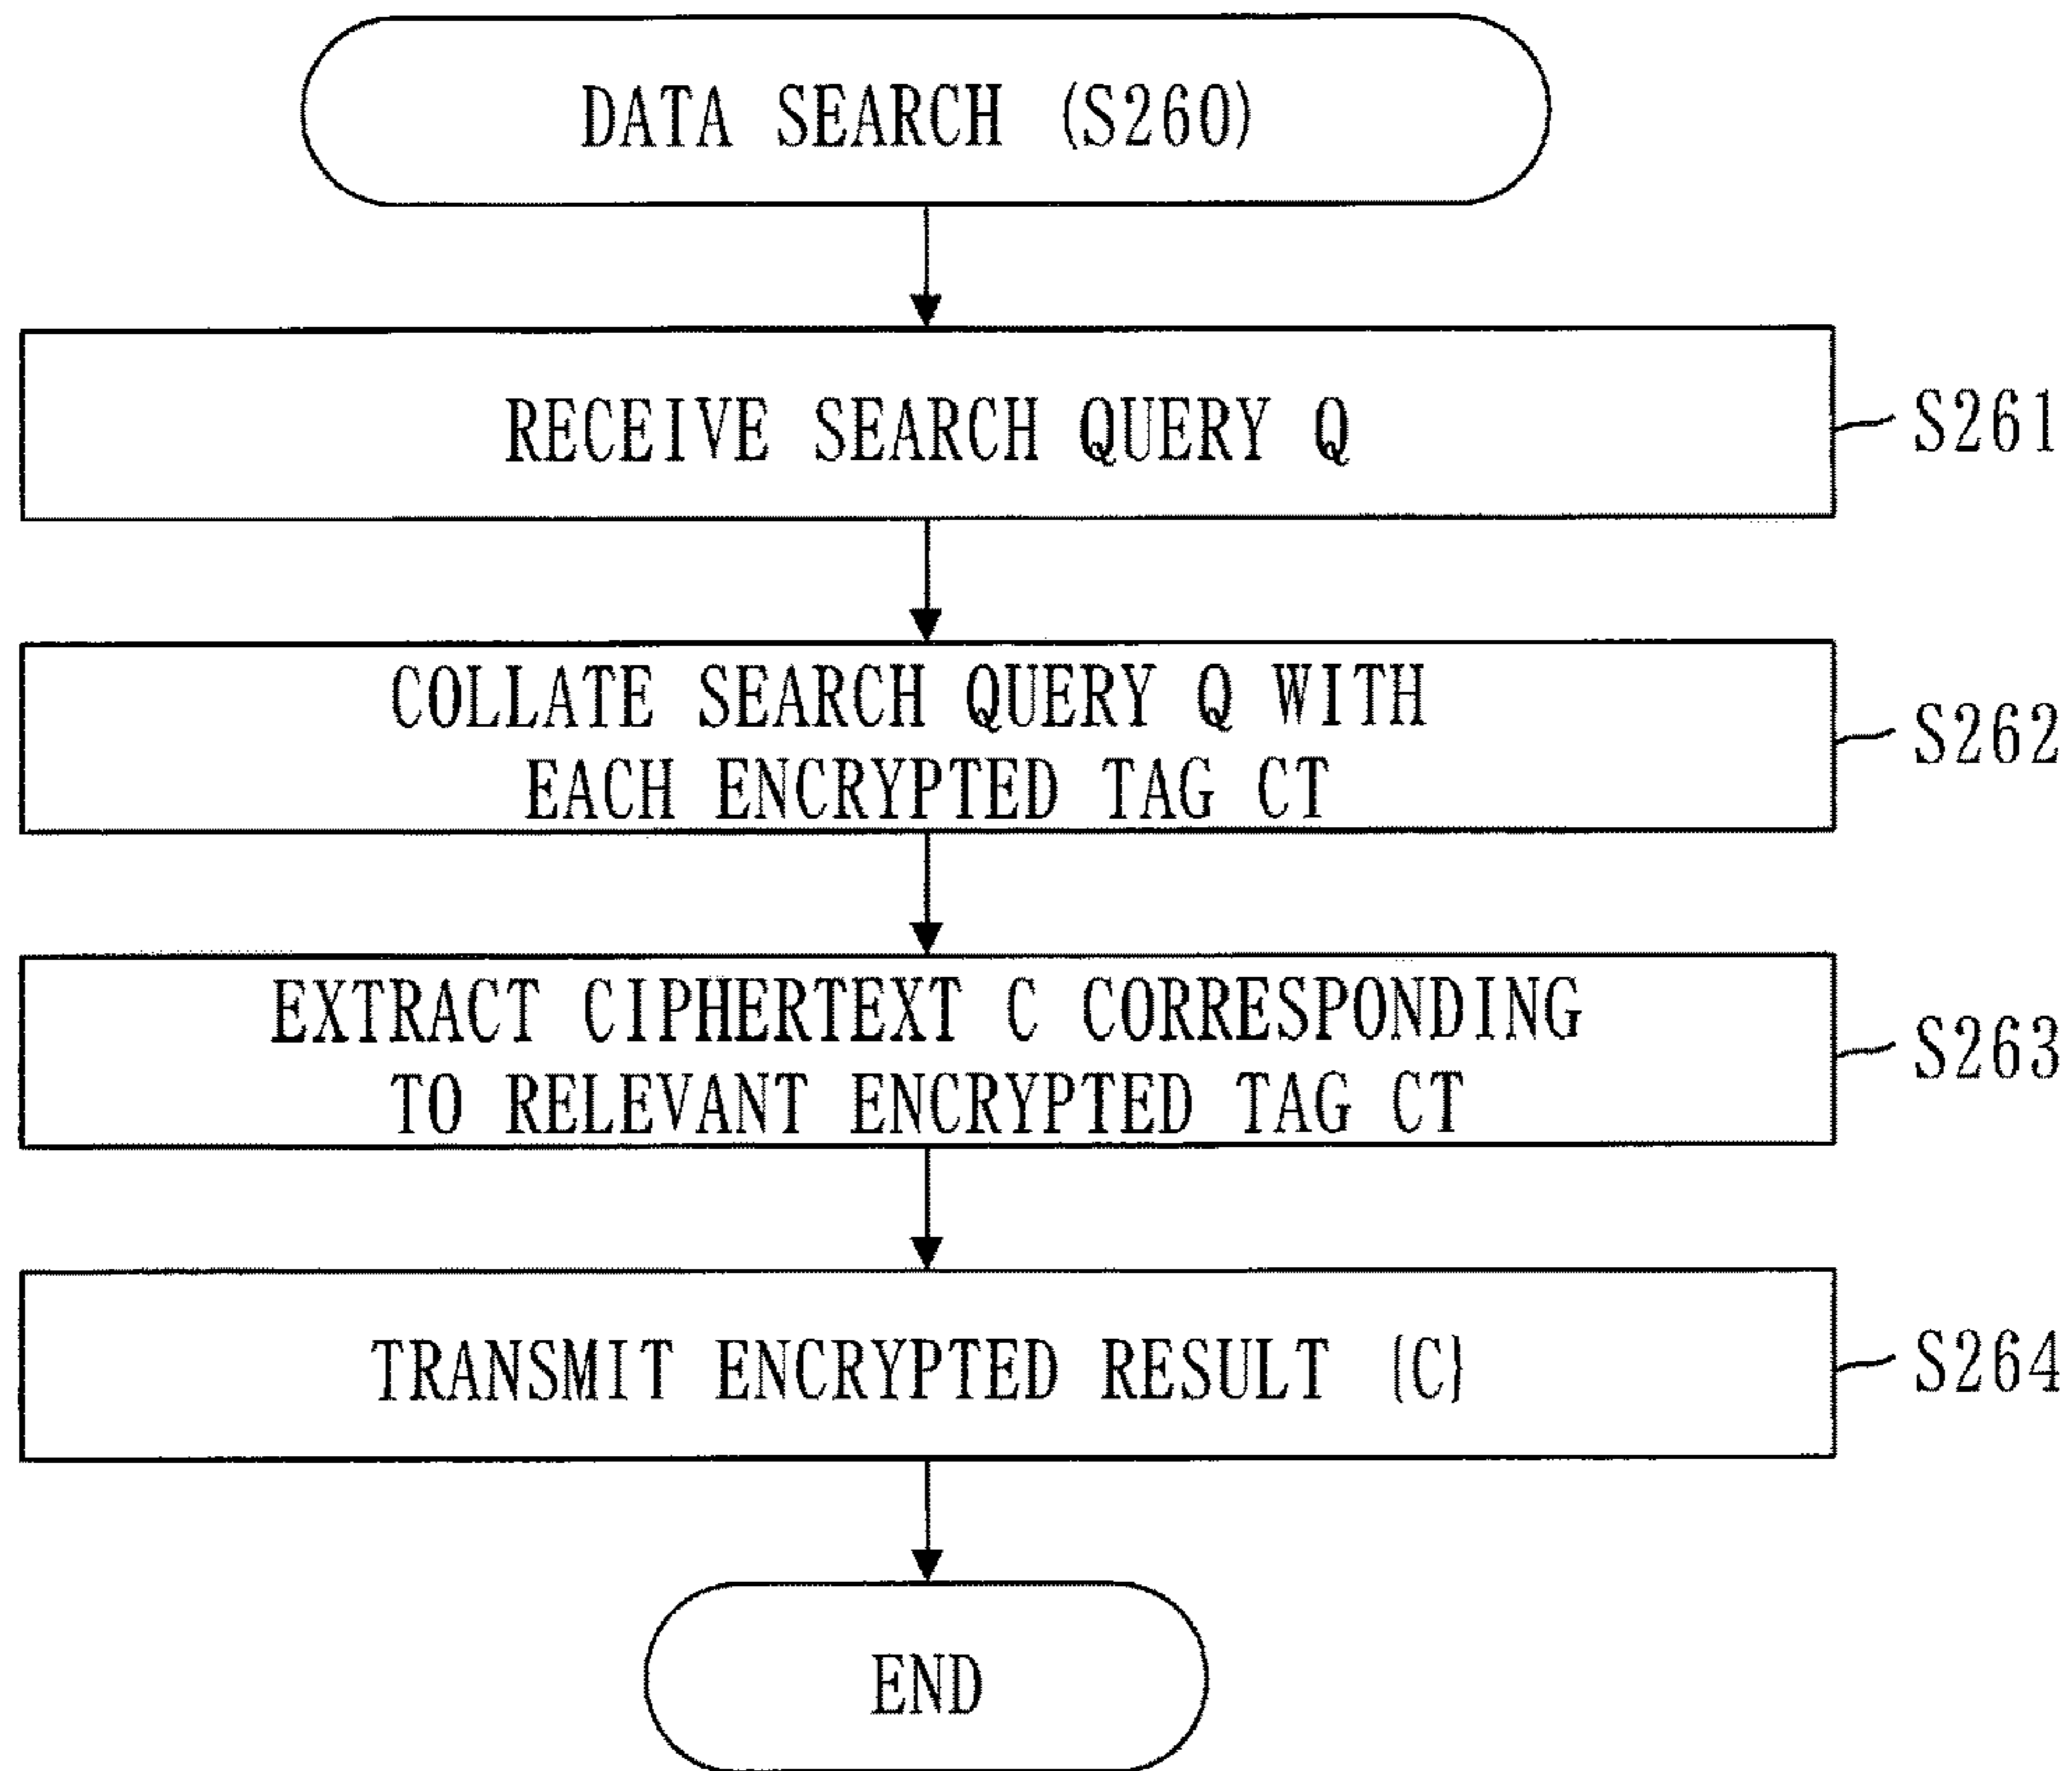 DATA SEARCH (S260)
RECEIVE SEARCH QUERY Q
S261
COLLATE SEARCH QUERY Q WITH
EACH ENCRYPTED TAG CT
S262
EXTRACT CIPHERTEXT C CORRESPONDING
TO RELEVANT ENCRYPTED TAG CT
S263
TRANSMIT ENCRYPTED RESULT {C}
S264
END